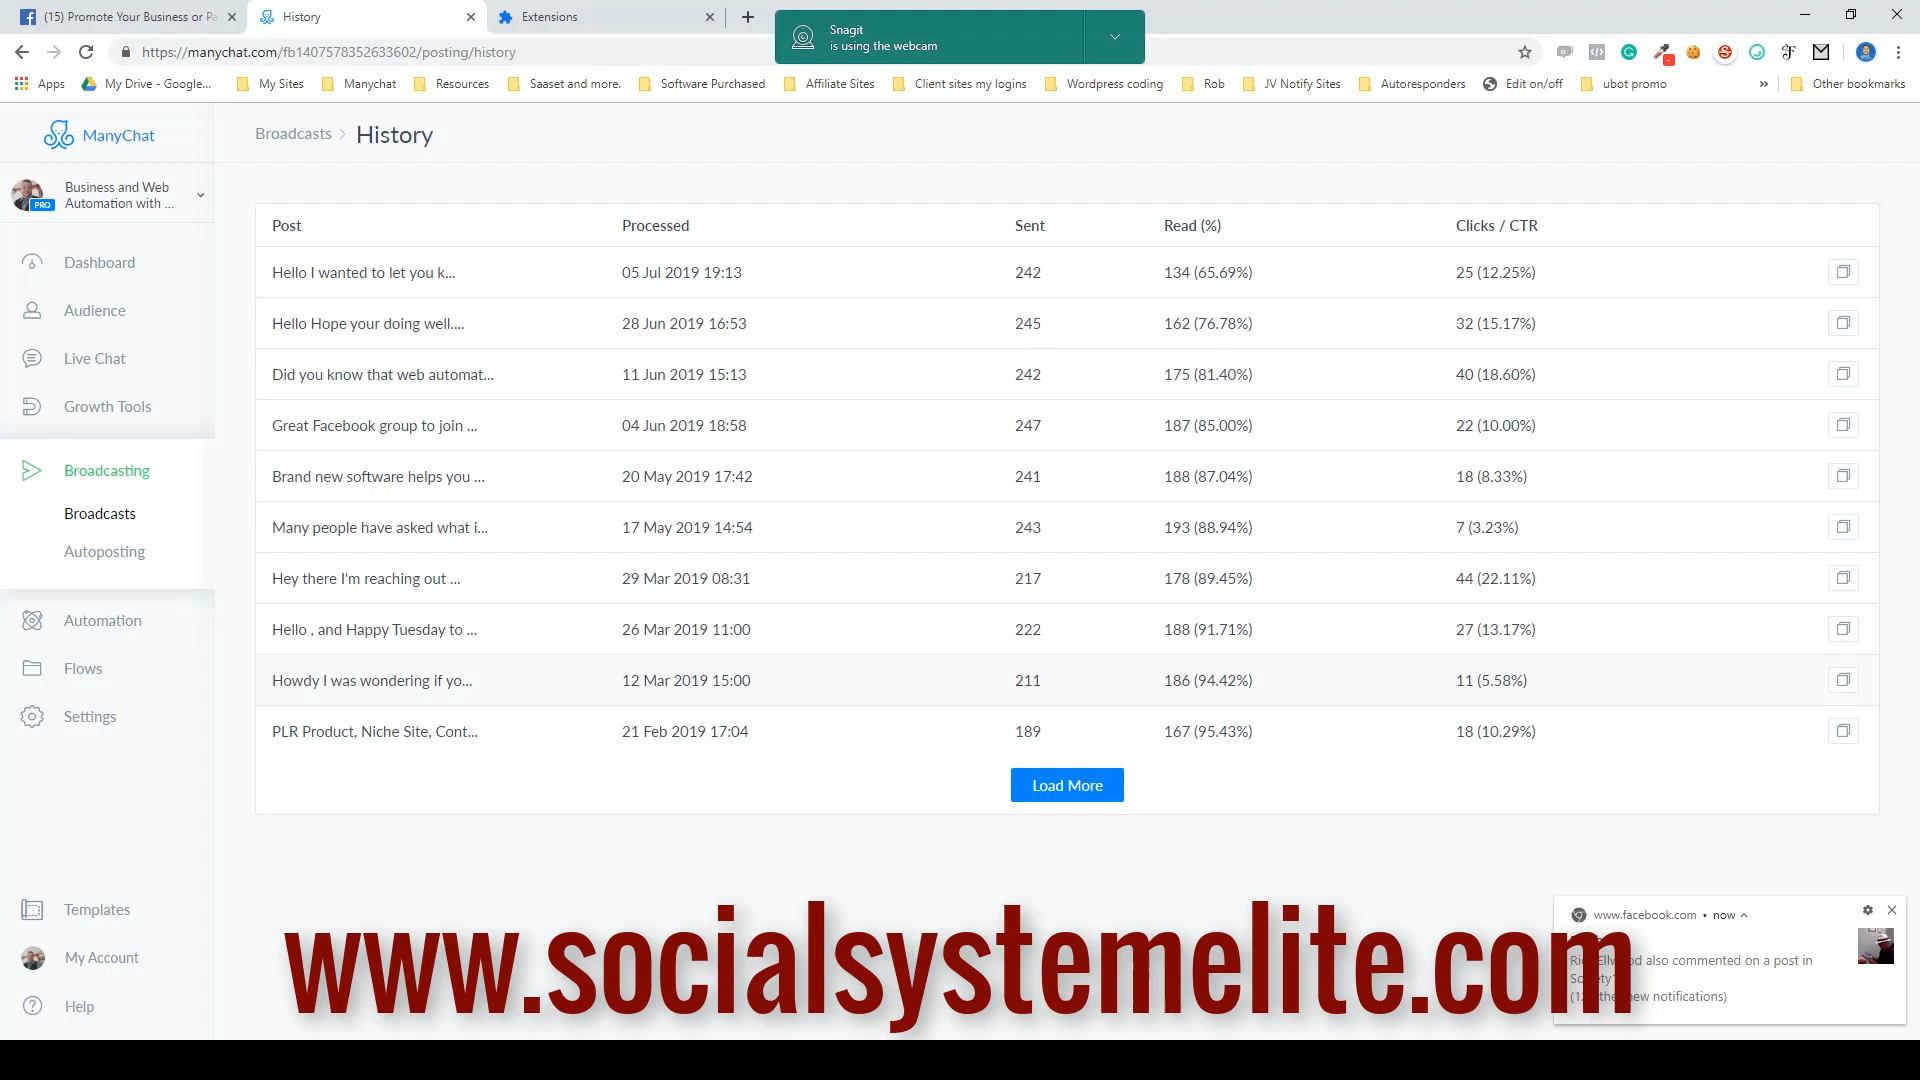 (15) Promote Your Business or Pa
History
Extensions
Snagit
is using the webcam
https://manychat.com/fb1407578352633602/posting/history
Apps
My Drive - Google...
My Sites
Manychat
Resources
Saaset and more.
Software Purchased
Affiliate Sites
Client sites my logins
Wordpress coding
Rob
JV Notify Sites
Autoresponders
Edit on/off
ubot promo
»
Other bookmarks
ManyChat
Broadcasts > History
Business and Web
Automation with ...
PRO
Dashboard
Audience
Live Chat
Growth Tools
Broadcasting
Broadcasts
Autoposting
Automation
Flows
Settings
Templates
My Account
Help
Post Processed Sent Read (%) Clicks / CTR
Hello I wanted to let you k... 05 Jul 2019 19:13 242 134 (65.69%) 25 (12.25%)
Hello Hope your doing well.... 28 Jun 2019 16:53 245 162 (76.78%) 32 (15.17%)
Did you know that web automat... 11 Jun 2019 15:13 242 175 (81.40%) 40 (18.60%)
Great Facebook group to join ... 04 Jun 2019 18:58 247 187 (85.00%) 22 (10.00%)
Brand new software helps you ... 20 May 2019 17:42 241 188 (87.04%) 18 (8.33%)
Many people have asked what i... 17 May 2019 14:54 243 193 (88.94%) 7 (3.23%)
Hey there I'm reaching out ... 29 Mar 2019 08:31 217 178 (89.45%) 44 (22.11%)
Hello , and Happy Tuesday to ... 26 Mar 2019 11:00 222 188 (91.71%) 27 (13.17%)
Howdy I was wondering if yo... 12 Mar 2019 15:00 211 186 (94.42%) 11 (5.58%)
PLR Product, Niche Site, Cont... 21 Feb 2019 17:04 189 167 (95.43%) 18 (10.29%)
Load More
www.socialsystemelite.com
www.facebook.com • now
also commented on a post in
new notifications)